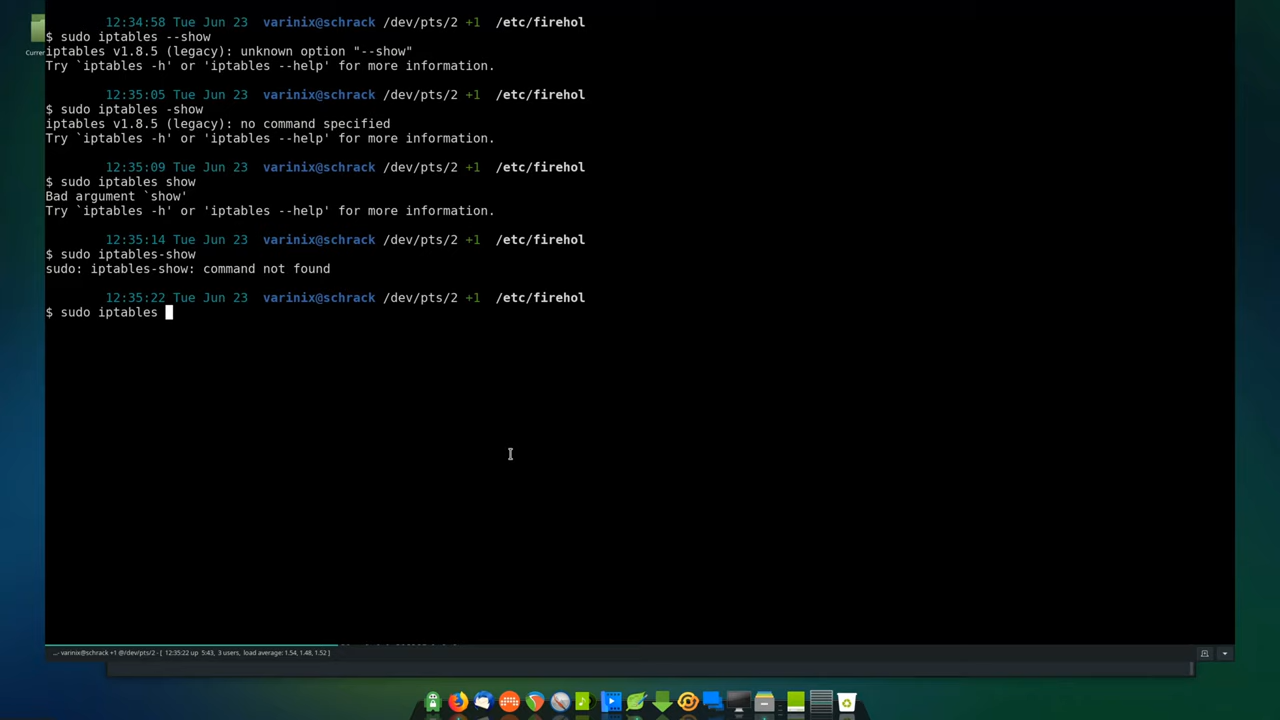 12:34:58 Tue Jun 23 varinix@schrack /dev/pts/2 +1 /etc/firehol
$ sudo iptables --show
iptables v1.8.5 (legacy): unknown option "--show"
Try `iptables -h' or 'iptables --help' for more information.
12:35:05 Tue Jun 23 varinix@schrack /dev/pts/2 +1 /etc/firehol
$ sudo iptables -show
iptables v1.8.5 (legacy): no command specified
Try `iptables -h' or 'iptables --help' for more information.
12:35:09 Tue Jun 23 varinix@schrack /dev/pts/2 +1 /etc/firehol
$ sudo iptables show
Bad argument `show'
Try `iptables -h' or 'iptables --help' for more information.
12:35:14 Tue Jun 23 varinix@schrack /dev/pts/2 +1 /etc/firehol
$ sudo iptables-show
sudo: iptables-show: command not found
12:35:22 Tue Jun 23 varinix@schrack /dev/pts/2 +1 /etc/firehol
$ sudo iptables
...- varinix@schrack +1 @/dev/pts/2 - [ 12:35:22 up 5:43, 3 users, load average: 1.54, 1.48, 1.52 ]